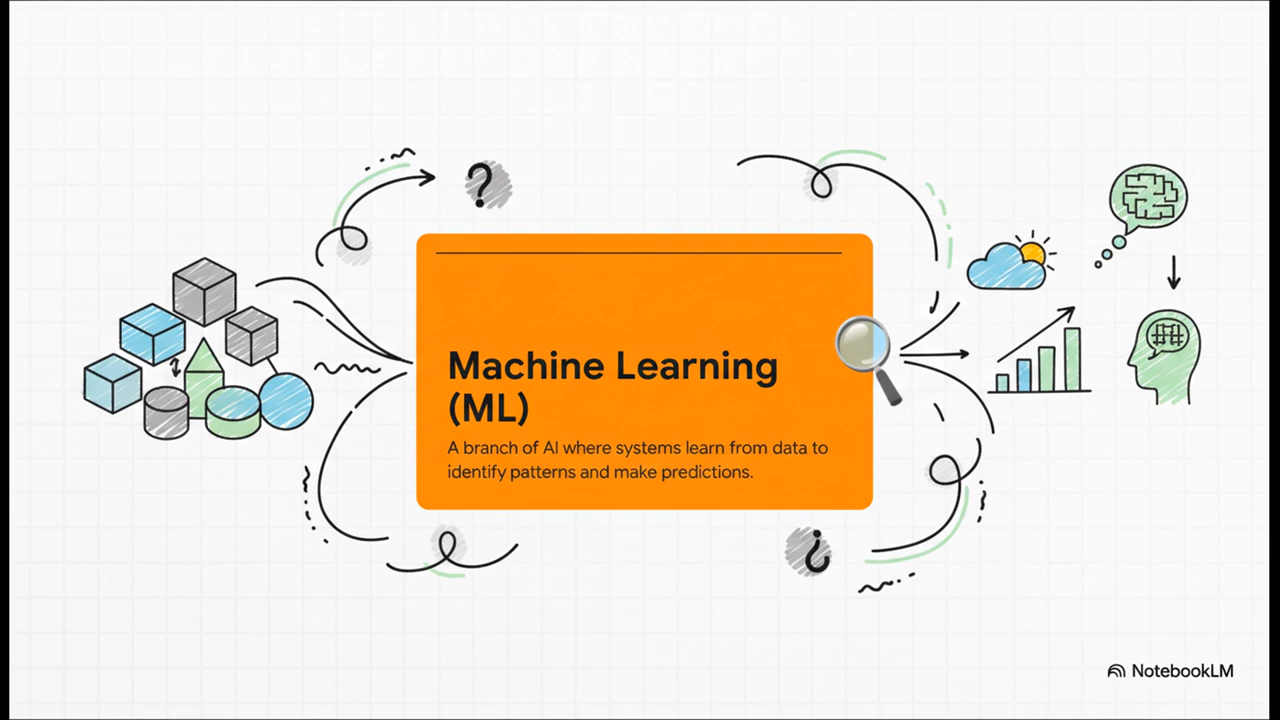 ?
Machine Learning
(ML)
A branch of AI where systems learn from data to
identify patterns and make predictions.
¿
NotebookLM